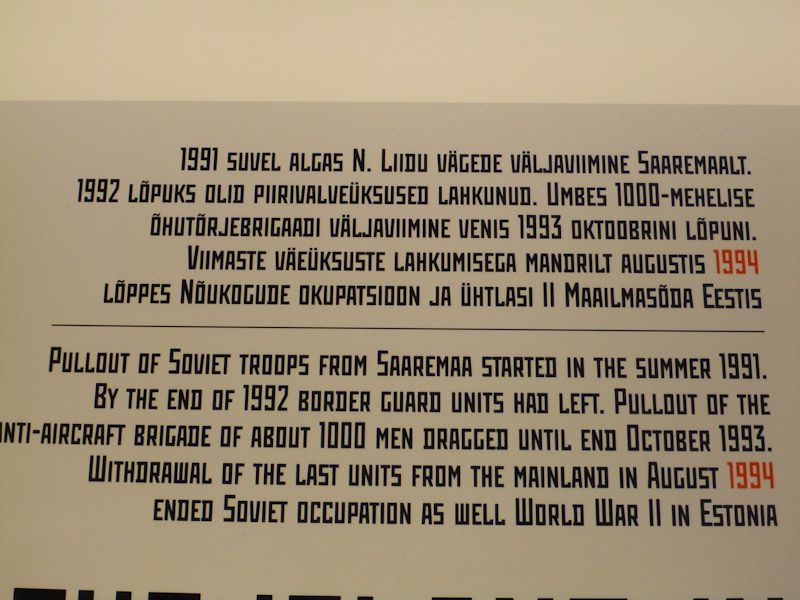 1991 SUVEL ALGAS N. LIIDU VÄGEDE VÄLJAVIIMINE SAAREMAALT.
1992 LÕPUKS OLID PIIRIVALVEÜKSUSED LAHKUNUD. UMBES 1000-MEHELISE
ÕHUTÕRJEBRIGAADI VÄLJAVIIMINE VENIS 1993 OKTOOBRINI LÕPUNI.
VIIMASTE VÄEÜKSUSTE LAHKUMISEGA MANDRILT AUGUSTIS 1994
LÕPPES NÕUKOGUDE OKUPATSIOON JA ÜHTLASI II MAAILMASÕDA EESTIS
PULLOUT OF SOVIET TROOPS FROM SAAREMAA STARTED IN THE SUMMER 1991.
BY THE END OF 1992 BORDER GUARD UNITS HAD LEFT. PULLOUT OF THE
NTI-AIRCRAFT BRIGADE OF ABOUT 1000 MEN DRAGGED UNTIL END OCTOBER 1993.
WITHDRAWAL OF THE LAST UNITS FROM THE MAINLAND IN AUGUST 1994
ENDED SOVIET OCCUPATION AS WELL WORLD WAR II IN ESTONIA